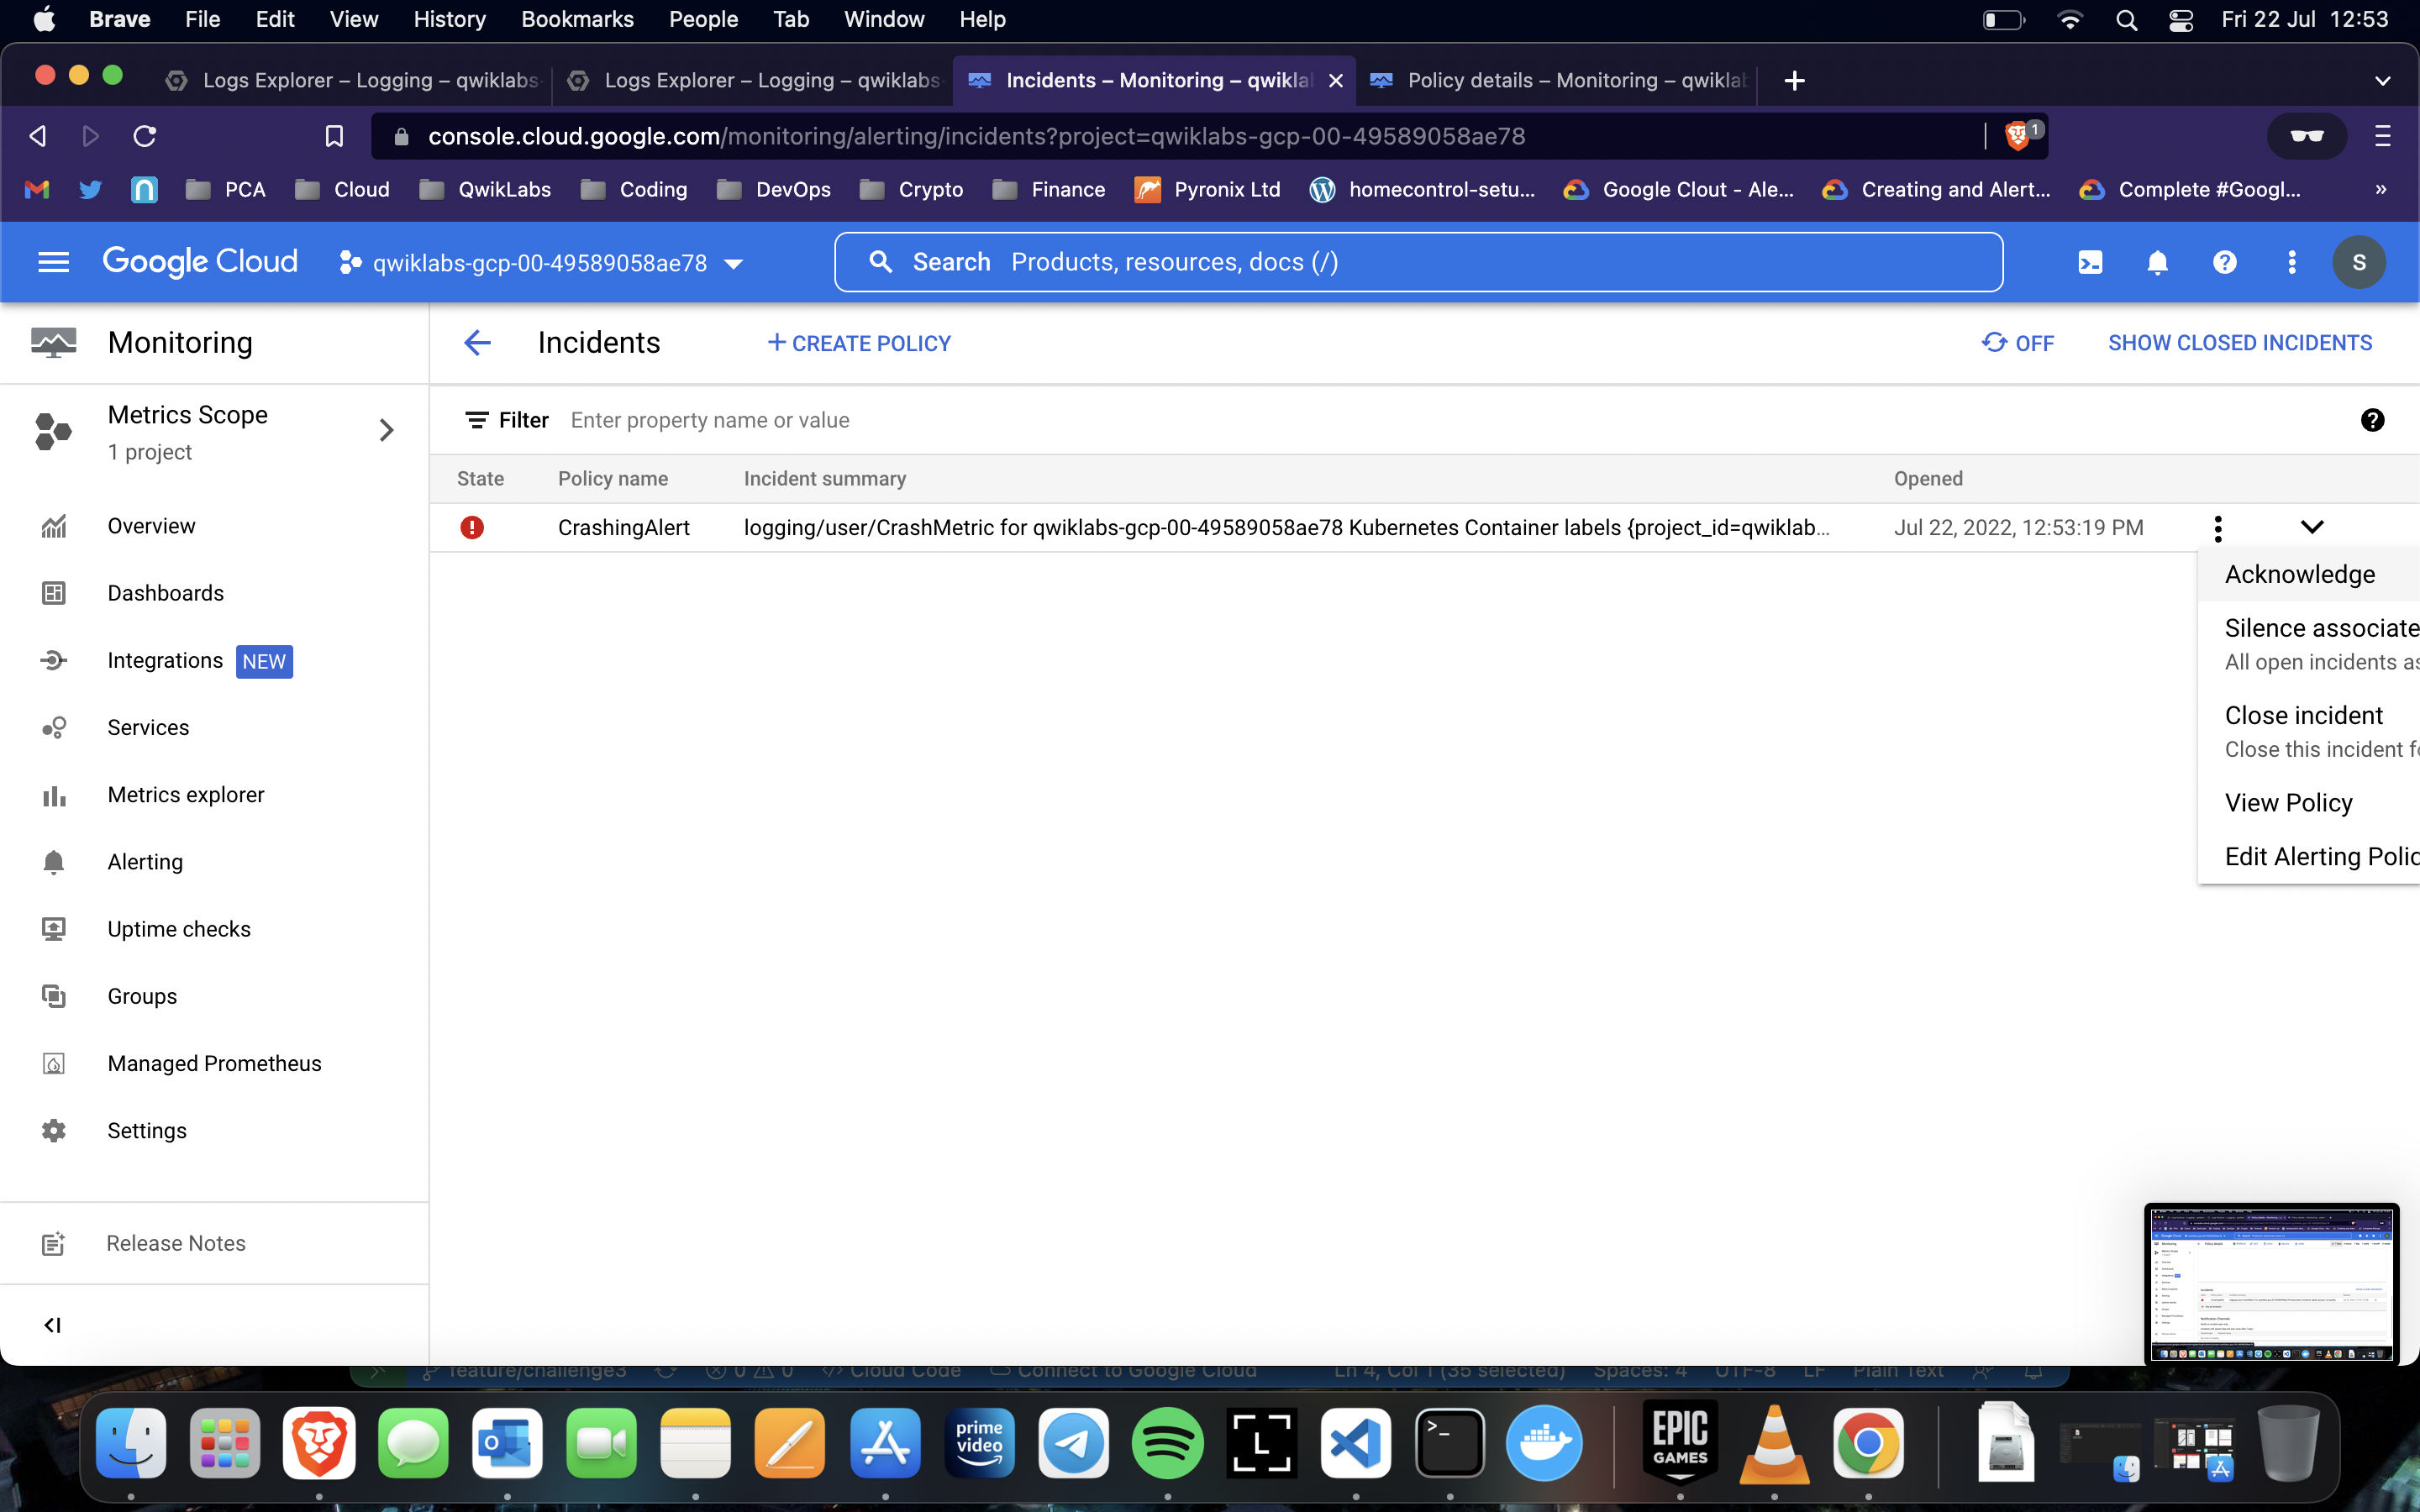 Brave File Edit View History Bookmarks People Tab Window Help Fri 22 Jul 12:53
Logs Explorer – Logging – qwiklabs- Logs Explorer – Logging – qwiklabs- Incidents – Monitoring – qwikla Policy details – Monitoring – qwiklab
console.cloud.google.com/monitoring/alerting/incidents?project=qwiklabs-gcp-00-49589058ae78 1
PCA Cloud QwikLabs Coding DevOps Crypto Finance Pyronix Ltd homecontrol-setu... Google Clout - Ale... Creating and Alert... Complete #Googl... »
Google Cloud qwiklabs-gcp-00-49589058ae78 Search Products, resources, docs (/) S
Monitoring
Incidents + CREATE POLICY OFF SHOW CLOSED INCIDENTS
Metrics Scope
1 project
Filter Enter property name or value
State Policy name Incident summary Opened
CrashingAlert logging/user/CrashMetric for qwiklabs-gcp-00-49589058ae78 Kubernetes Container labels {project_id=qwiklab... Jul 22, 2022, 12:53:19 PM
Acknowledge
Silence associate
All open incidents as
Close incident
Close this incident fo
View Policy
Edit Alerting Polic
Overview
Dashboards
Integrations NEW
Services
Metrics explorer
Alerting
Uptime checks
Groups
Managed Prometheus
Settings
Release Notes
feature/challenge3 0 0 Cloud Code Connect to Google Cloud Ln 4, Col 1 (35 selected) Spaces: 4 UTF-8 LF Plain Text
prime video
EPIC GAMES